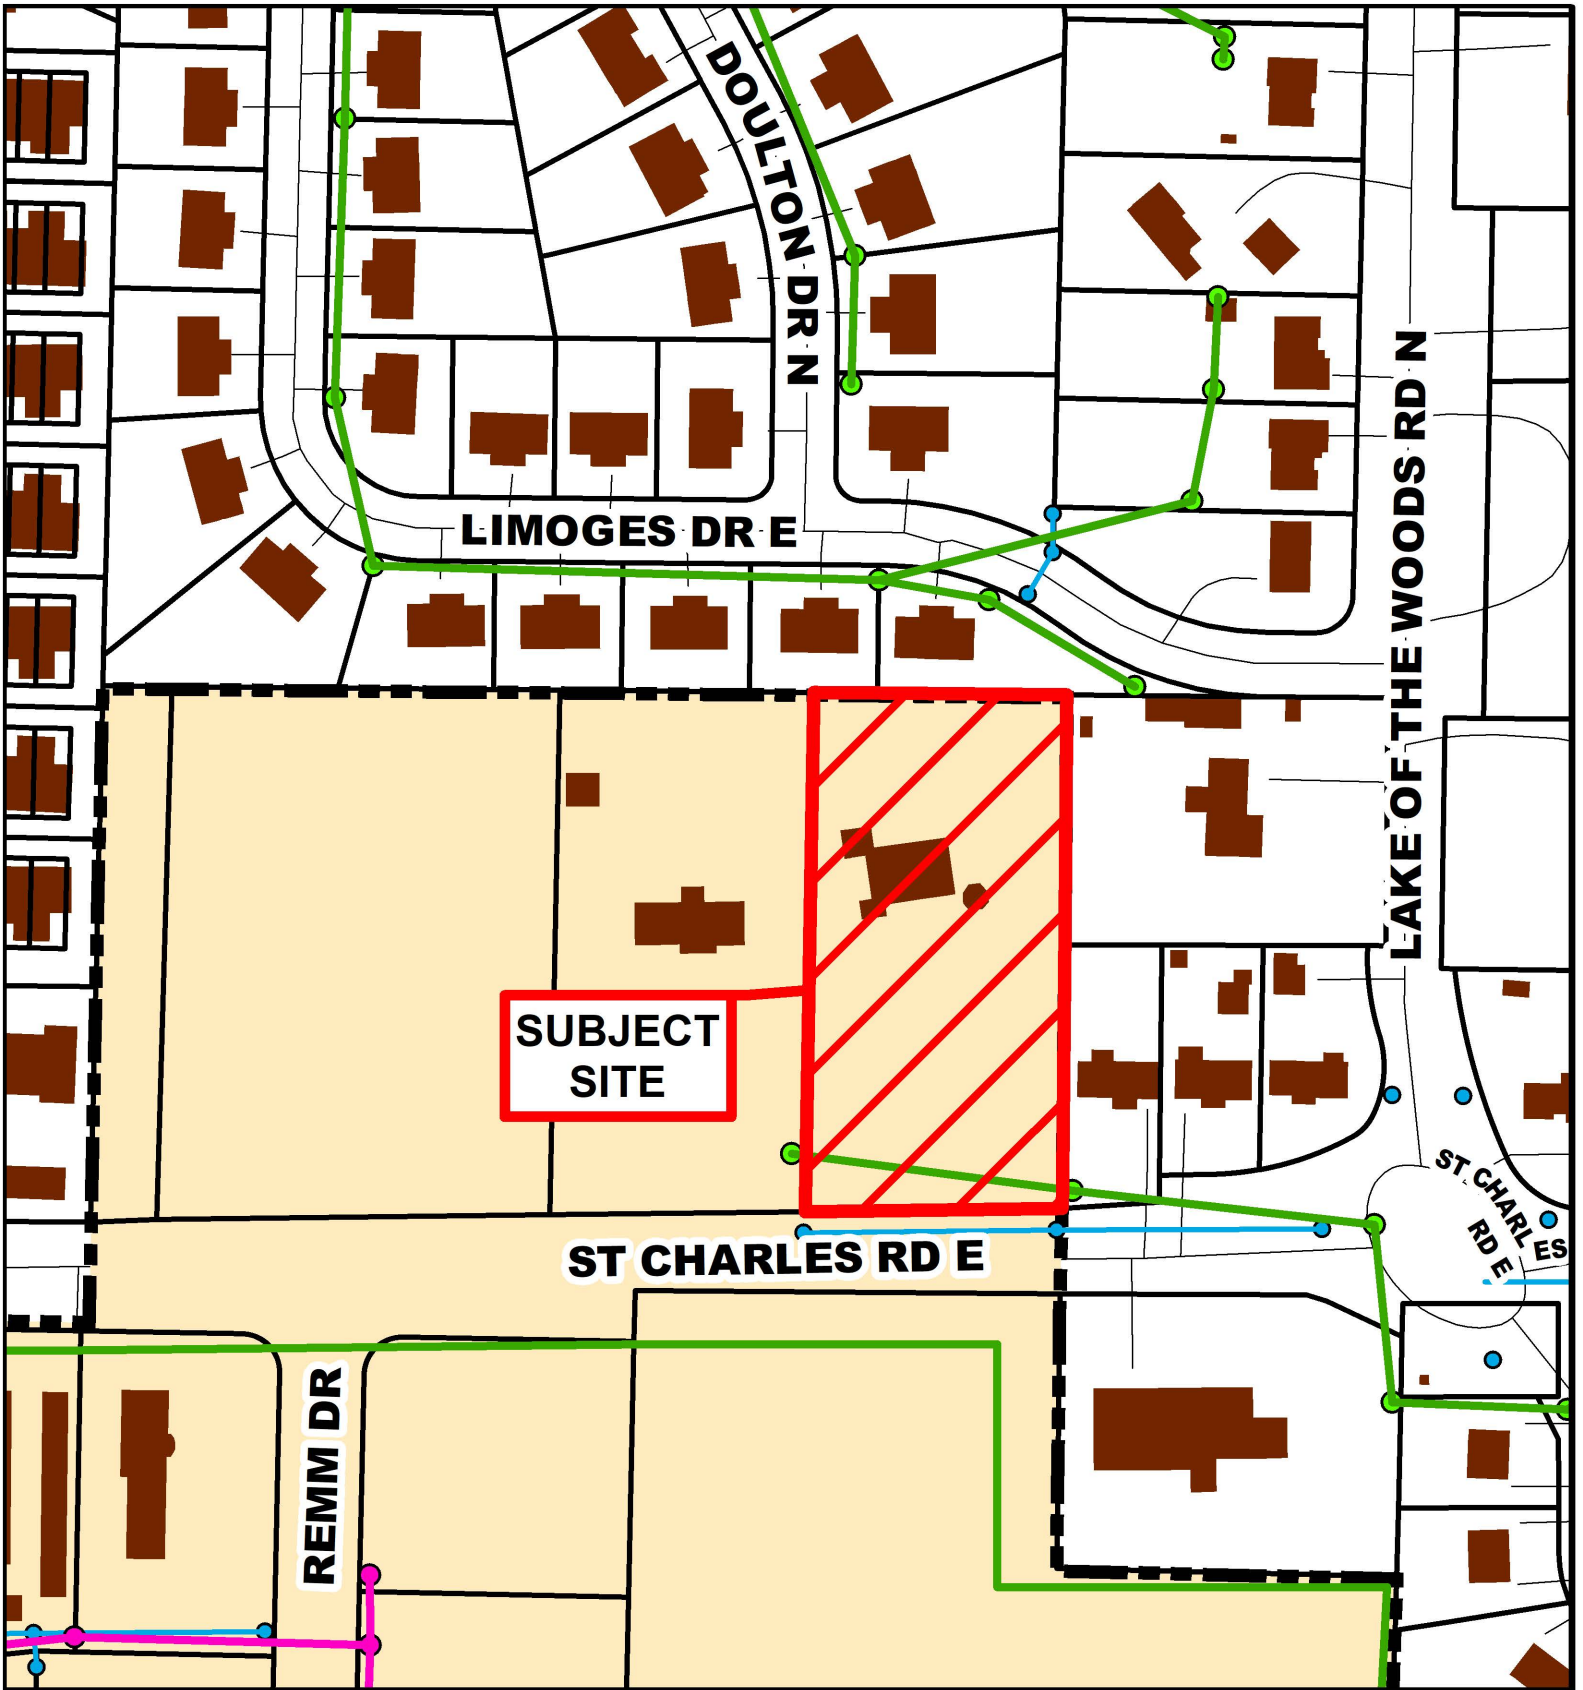 DOULTON DR N
LIMOGES DR E
LAKE OF THE WOODS RD N
SUBJECT
SITE
ST CHARLES RD E
ST CHARL
ES
RD E
REMM DR